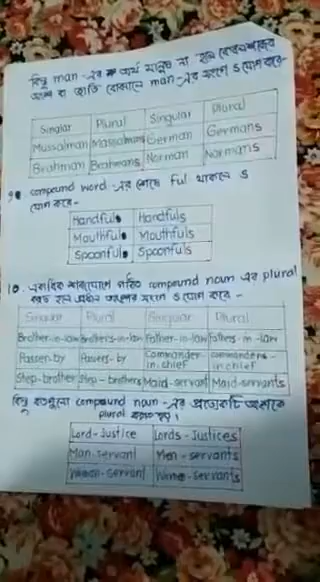 কিন্তু man -এর অর্থ মানুষ না হয়ে
অংশ বা জাতি বোঝালে man -এর সঙ্গে s যোগ করে-
Singlar Plural Singular Plural
Mussolman Massalmans German Germans
Brahman Brahmans Norman Normans
9. compound word -এর শেষে ful থাকলে s
যোগ করে -
Handful Handfuls
Mouthful Mouthfuls
Spoonful Spoonfuls
10. একাধিক শব্দযোগে গঠিত compound noun এর plural
করতে হলে প্রধান অংশের সঙ্গে s যোগ করে -
Singular Plural Singular Plural
Brother-in-law Brothers-in-law Father-in-law Fathers-in-law
Passer-by Passers-by Commander-in chief commanders-in chief
Step-brother Step-brothers Maid-servant Maid-servants
কিন্তু কতগুলো compound noun -এর প্রত্যেকটি অংশকে
plural করতে হয়।
Lord-Justice Lords-Justices
Man-servant Men-servants
Woman-servant Women-servants